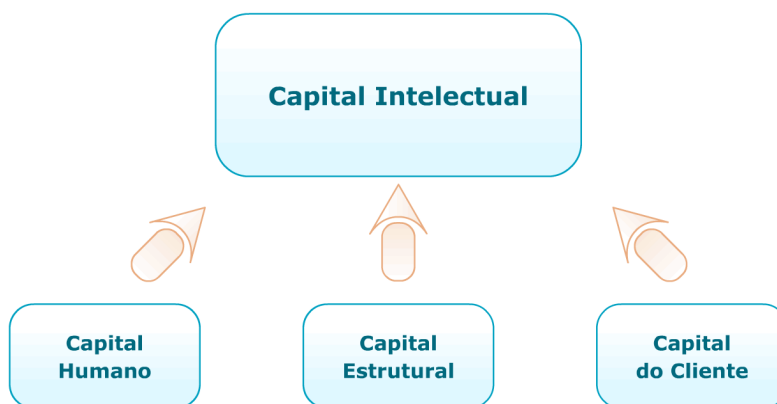 Capital Intelectual
Capital
Humano
Capital
Estrutural
Capital
do Cliente